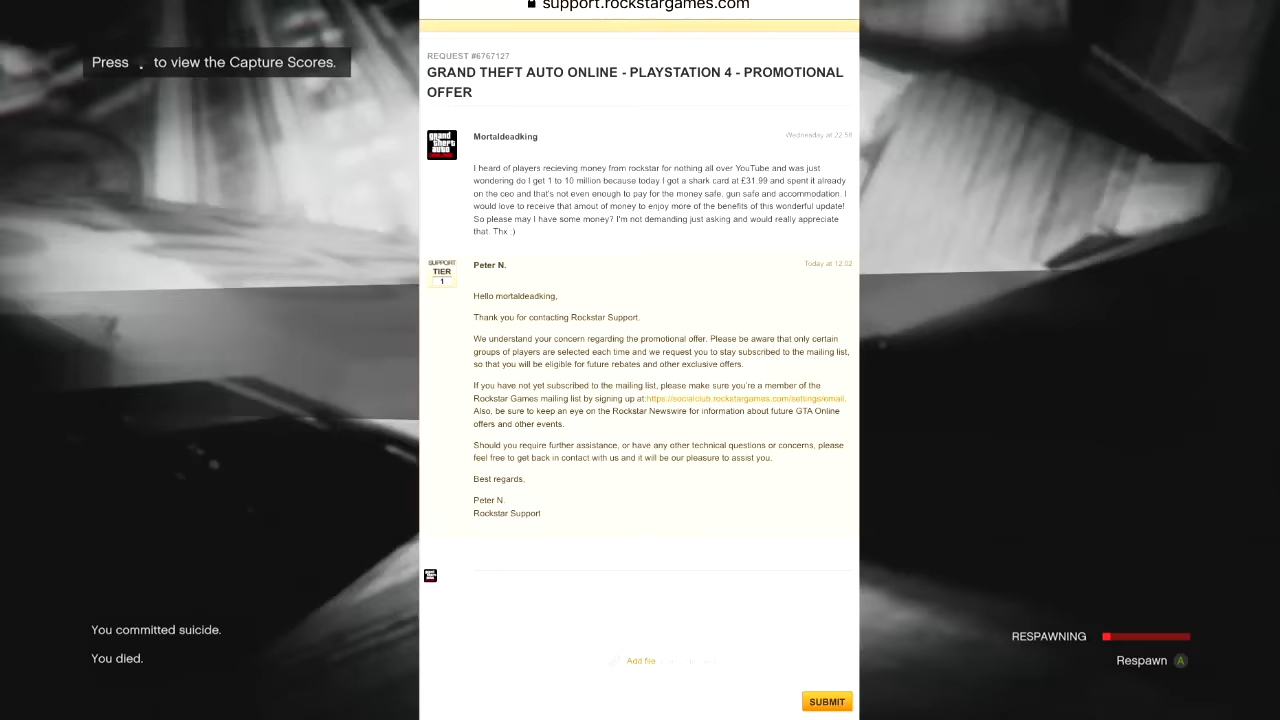 support.rockstargames.com
Press . to view the Capture Scores.
REQUEST #6767127
GRAND THEFT AUTO ONLINE - PLAYSTATION 4 - PROMOTIONAL
OFFER
grand theft auto
Mortaldeadking
Wednesday at 22:58
I heard of players recieving money from rockstar for nothing all over YouTube and was just
wondering do I get 1 to 10 million because today I got a shark card at £31.99 and spent it already
on the ceo and that's not even enough to pay for the money safe, gun safe and accommodation. I
would love to receive that amout of money to enjoy more of the benefits of this wonderful update!
So please may I have some money? I'm not demanding just asking and would really appreciate
that. Thx :)
SUPPORT
TIER
1
Peter N.
Today at 12:02
Hello mortaldeadking,
Thank you for contacting Rockstar Support.
We understand your concern regarding the promotional offer. Please be aware that only certain
groups of players are selected each time and we request you to stay subscribed to the mailing list,
so that you will be eligible for future rebates and other exclusive offers.
If you have not yet subscribed to the mailing list, please make sure you're a member of the
Rockstar Games mailing list by signing up at:https://socialclub.rockstargames.com/settings/email.
Also, be sure to keep an eye on the Rockstar Newswire for information about future GTA Online
offers and other events.
Should you require further assistance, or have any other technical questions or concerns, please
feel free to get back in contact with us and it will be our pleasure to assist you.
Best regards,
Peter N.
Rockstar Support
You committed suicide.
You died.
RESPAWNING
Respawn A
Add file
SUBMIT